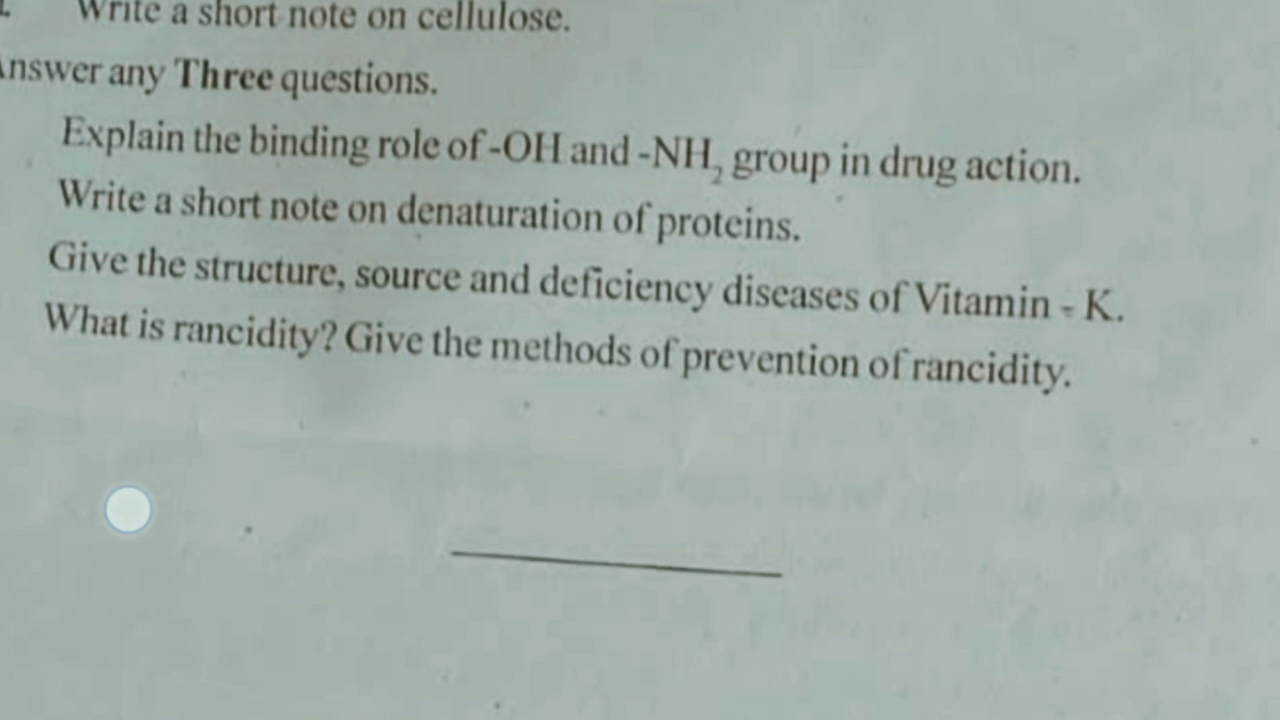 Write a short note on cellulose.
Answer any Three questions.
Explain the binding role of -OH and -NH₂ group in drug action.
Write a short note on denaturation of proteins.
Give the structure, source and deficiency diseases of Vitamin - K.
What is rancidity? Give the methods of prevention of rancidity.